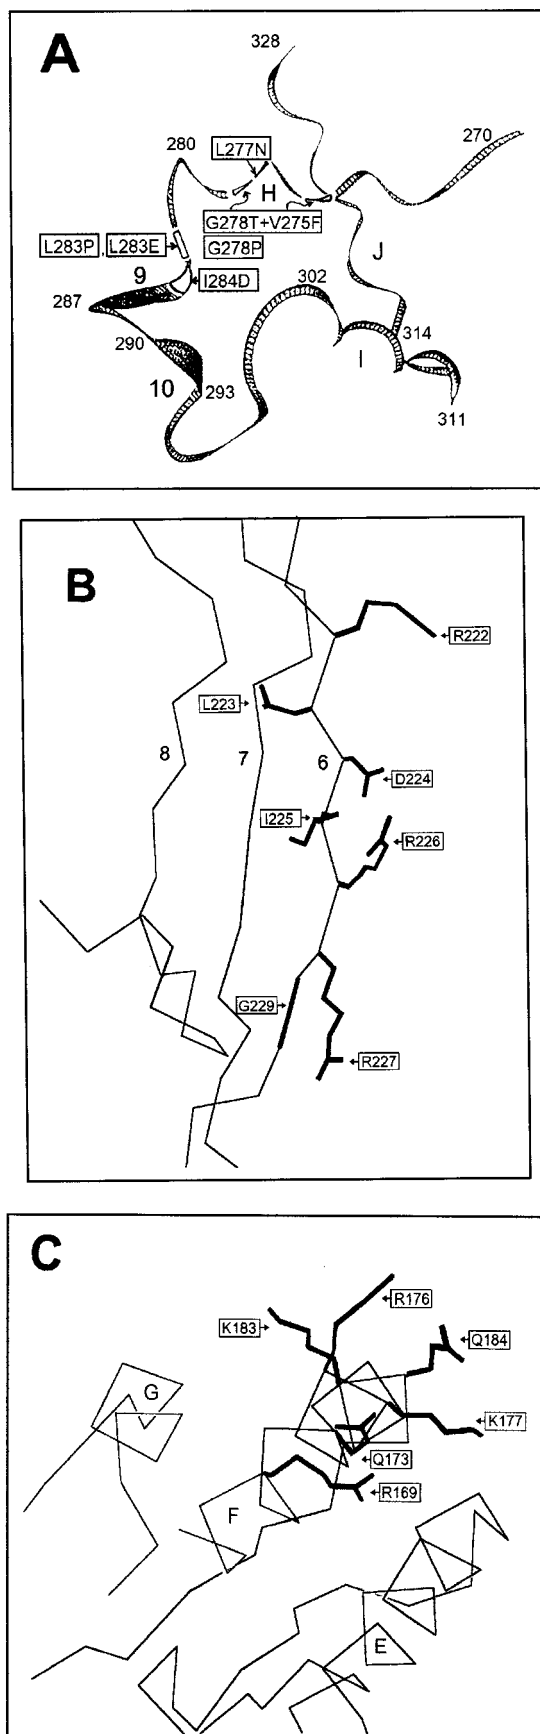 A
328
270
280
L277N
H
G278T+V275F
L283P , L283E
G278P
J
9
I284D
302
287
290
314
10
293
I
311
B
R222
L223
8
7
6
D224
I225
R226
G229
R227
C
R176
K183
Q184
G
K177
Q173
R169
F
E